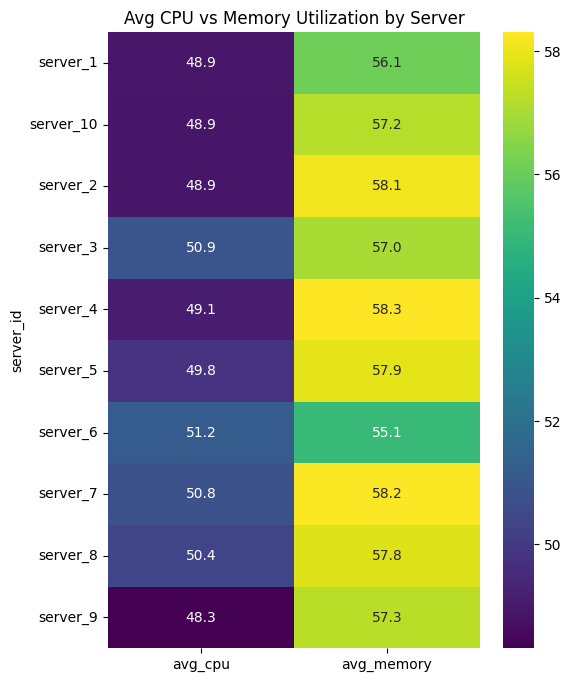 Avg CPU vs Memory Utilization by Server
server_id
server_1 48.9 56.1
server_10 48.9 57.2
server_2 48.9 58.1
server_3 50.9 57.0
server_4 49.1 58.3
server_5 49.8 57.9
server_6 51.2 55.1
server_7 50.8 58.2
server_8 50.4 57.8
server_9 48.3 57.3
avg_cpu avg_memory
58
56
54
52
50